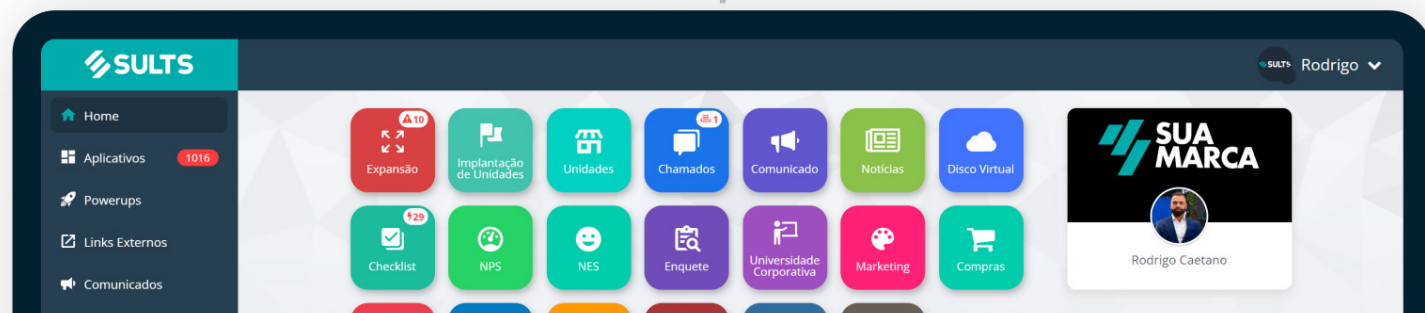 SULTS
SULTS Rodrigo
Home
Aplicativos 1016
Powerups
Links Externos
Comunicados
10
Expansão
Implantação
de Unidades
Unidades
1
Chamados
Comunicado
Notícias
Disco Virtual
29
Checklist
NPS
NES
Enquete
Universidade
Corporativa
Marketing
Compras
SUA
MARCA
Rodrigo Caetano